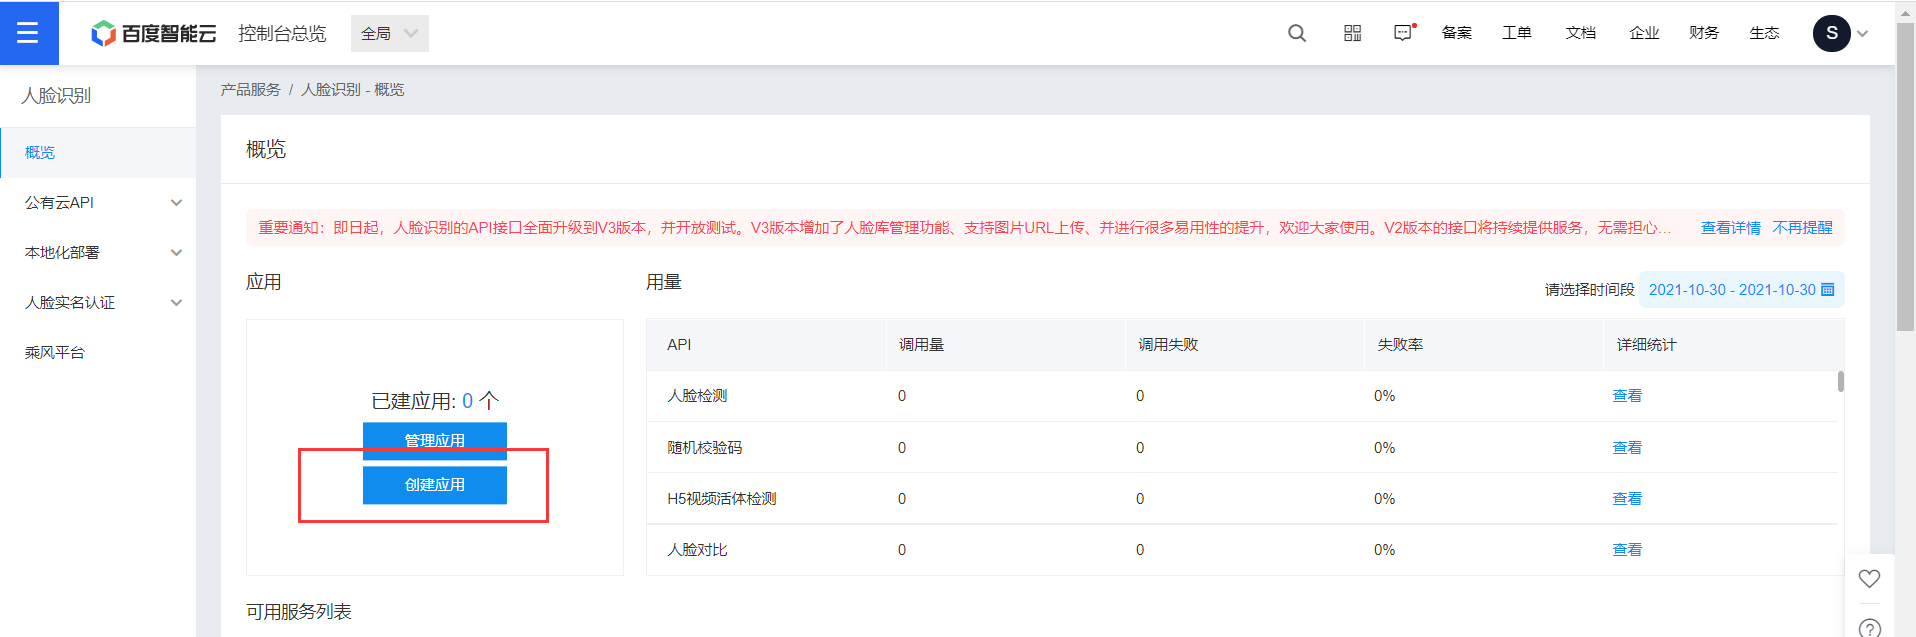 百度智能云 控制台总览 全局 备案 工单 文档 企业 财务 生态 S
人脸识别
概览
公有云API
本地化部署
人脸实名认证
乘风平台
产品服务 / 人脸识别 - 概览
概览
重要通知：即日起，人脸识别的API接口全面升级到V3版本，并开放测试。V3版本增加了人脸库管理功能、支持图片URL上传、并进行很多易用性的提升，欢迎大家使用。V2版本的接口将持续提供服务，无需担心... 查看详情 不再提醒
应用
已建应用: 0 个
管理应用
创建应用
用量
请选择时间段 2021-10-30 - 2021-10-30
API 调用量 调用失败 失败率 详细统计
人脸检测 0 0 0% 查看
随机校验码 0 0 0% 查看
H5视频活体检测 0 0 0% 查看
人脸对比 0 0 0% 查看
可用服务列表